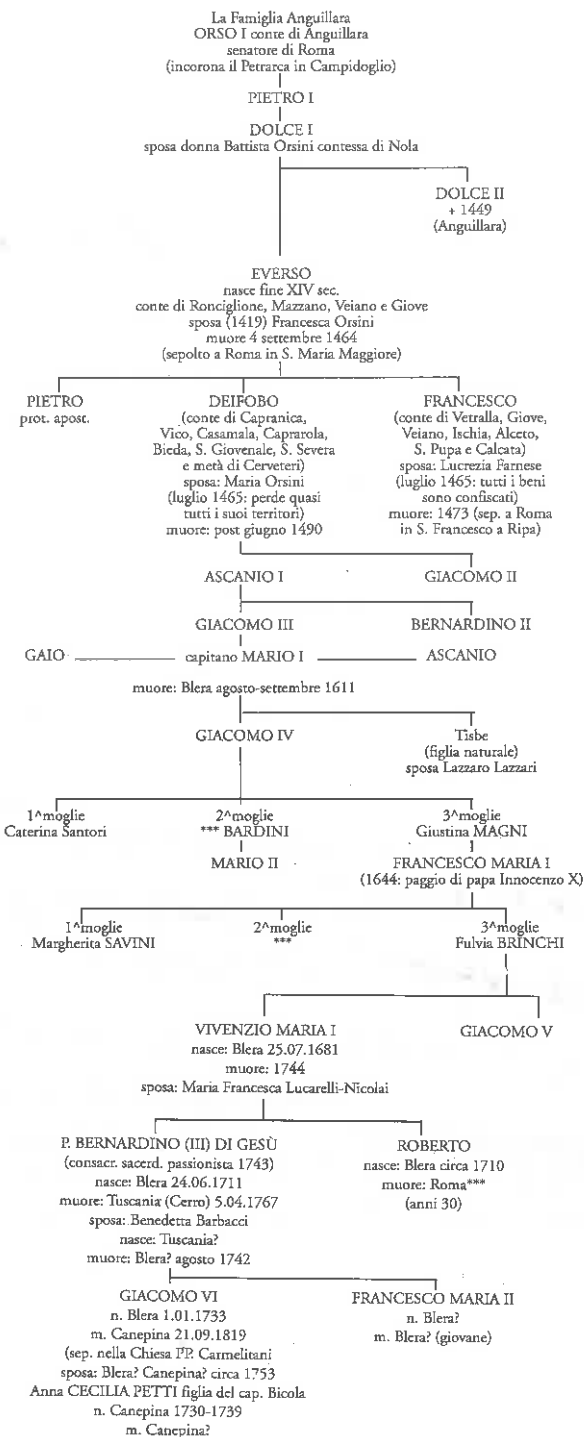 La Famiglia Anguillara
ORSO I conte di Anguillara
senatore di Roma
(incorona il Petrarca in Campidoglio)
PIETRO I
DOLCE I
sposa donna Battista Orsini contessa di Nola
DOLCE II
+ 1449
(Anguillara)
EVERSO
nasce fine XIV sec.
conte di Ronciglione, Mazzano, Veiano e Giove
sposa (1419) Francesca Orsini
muore 4 settembre 1464
(sepolto a Roma in S. Maria Maggiore)
PIETRO
prot. apost.
DEIFOBO
(conte di Capranica,
Vico, Casamala, Caprarola,
Bieda, S. Giovenale, S. Severa
e metà di Cerveteri)
sposa: Maria Orsini
(luglio 1465: perde quasi
tutti i suoi territori)
muore: post giugno 1490
FRANCESCO
(conte di Vetralla, Giove,
Veiano, Ischia, Alceto,
S. Pupa e Calcata)
sposa: Lucrezia Farnese
(luglio 1465: tutti i beni
sono confiscati)
muore: 1473 (sep. a Roma
in S. Francesco a Ripa)
ASCANIO I
GIACOMO II
GIACOMO III
BERNARDINO II
GAIO
capitano MARIO I
ASCANIO
muore: Blera agosto-settembre 1611
GIACOMO IV
Tisbe
(figlia naturale)
sposa Lazzaro Lazzari
1^moglie
Caterina Santori
2^moglie
*** BARDINI
3^moglie
Giustina MAGNI
MARIO II
FRANCESCO MARIA I
(1644: paggio di papa Innocenzo X)
1^moglie
Margherita SAVINI
2^moglie
***
3^moglie
Fulvia BRINCHI
VIVENZIO MARIA I
nasce: Blera 25.07.1681
muore: 1744
sposa: Maria Francesca Lucarelli-Nicolai
GIACOMO V
P. BERNARDINO (III) DI GESÙ
(consacr. sacerd. passionista 1743)
nasce: Blera 24.06.1711
muore: Tuscania (Cerro) 5.04.1767
sposa: Benedetta Barbacci
nasce: Tuscania?
muore: Blera? agosto 1742
ROBERTO
nasce: Blera circa 1710
muore: Roma***
(anni 30)
GIACOMO VI
n. Blera 1.01.1733
m. Canepina 21.09.1819
(sep. nella Chiesa PP. Carmelitani
sposa: Blera? Canepina? circa 1753
Anna CECILIA PETTI figlia del cap. Bicola
n. Canepina 1730-1739
m. Canepina?
FRANCESCO MARIA II
n. Blera?
m. Blera? (giovane)